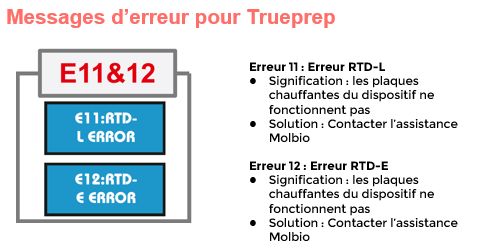 Messages d'erreur pour Trueprep
E11&12
E11:RTD-
L ERROR
E12:RTD-
E ERROR
Erreur 11 : Erreur RTD-L
● Signification : les plaques
chauffantes du dispositif ne
fonctionnent pas
● Solution : Contacter l'assistance
Molbio
Erreur 12 : Erreur RTD-E
● Signification : les plaques
chauffantes du dispositif ne
fonctionnent pas
● Solution : Contacter l'assistance
Molbio